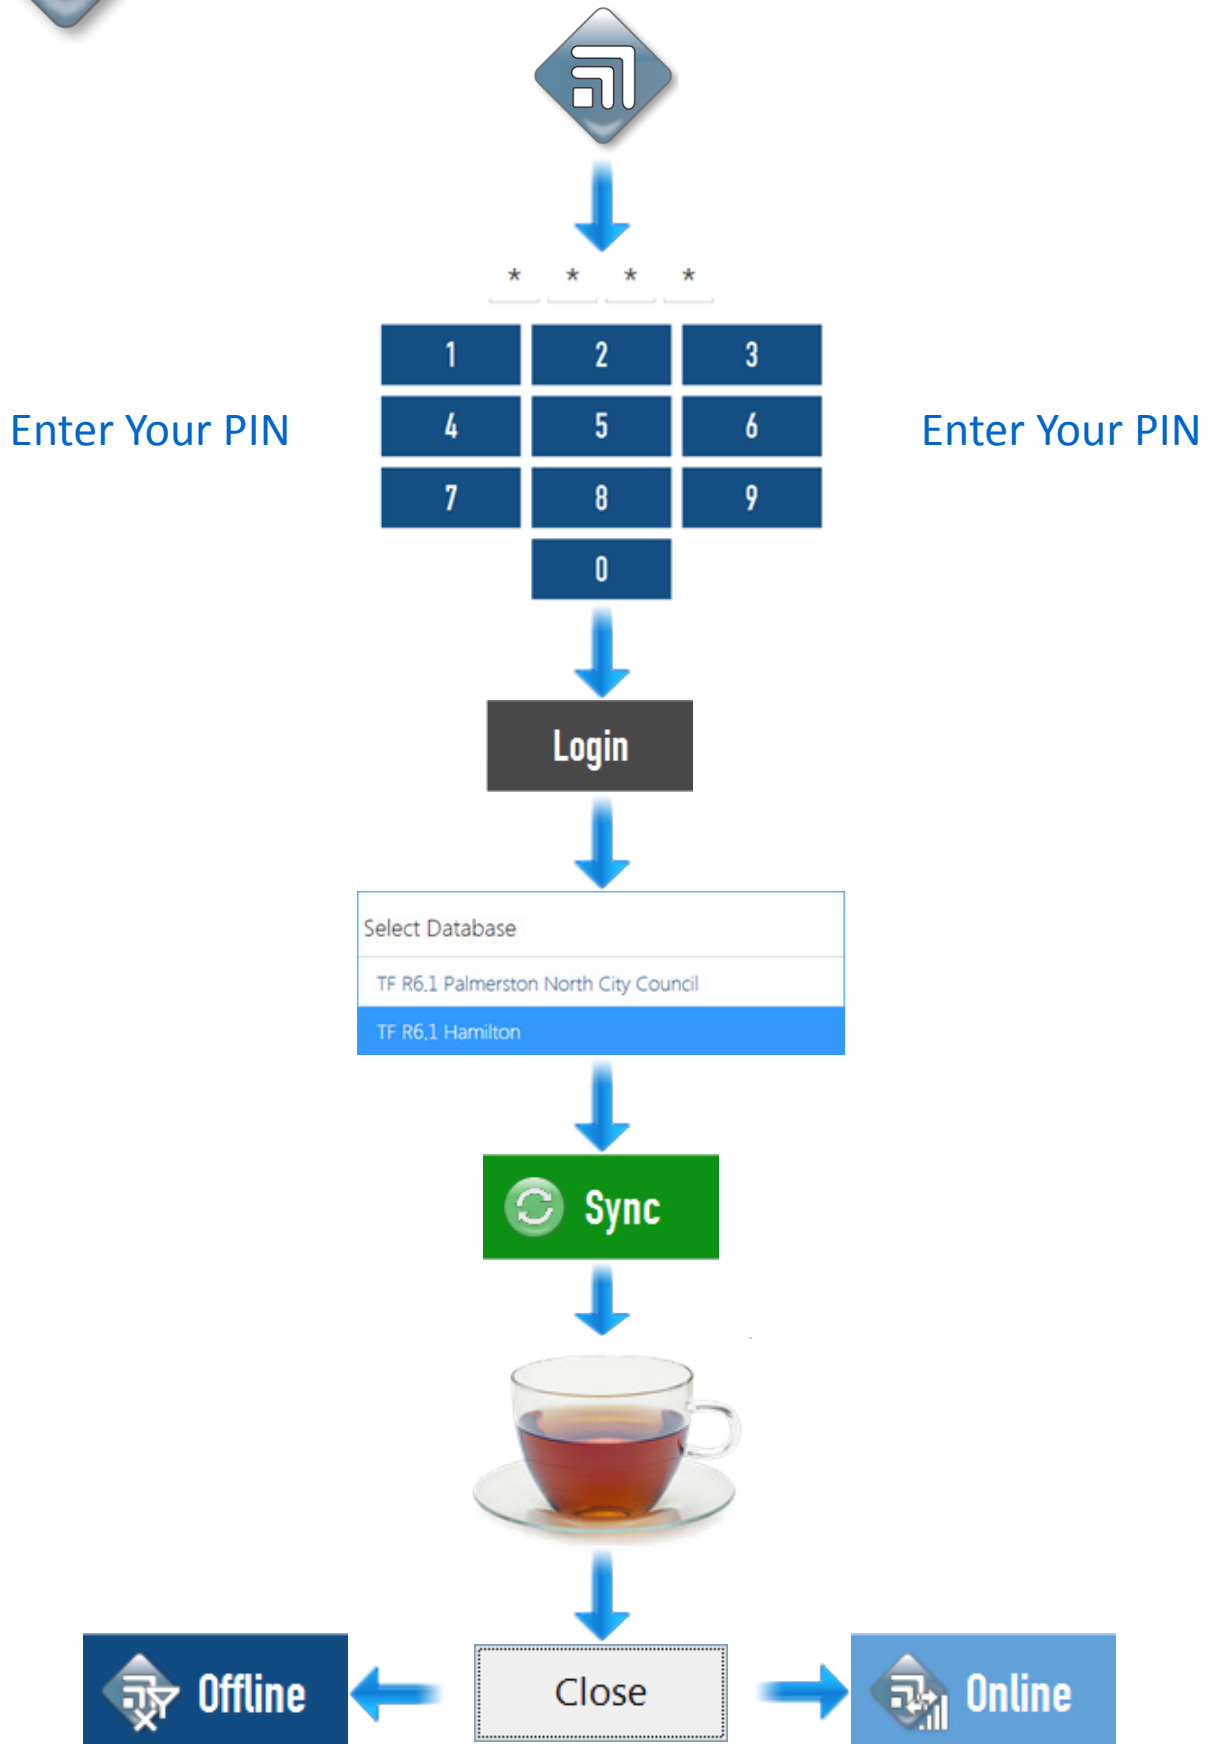 * * * *
1 2 3
Enter Your PIN 4 5 6 Enter Your PIN
7 8 9
0
Login
Select Database
TF R6.1 Palmerston North City Council
TF R6.1 Hamilton
Sync
Offline Close Online